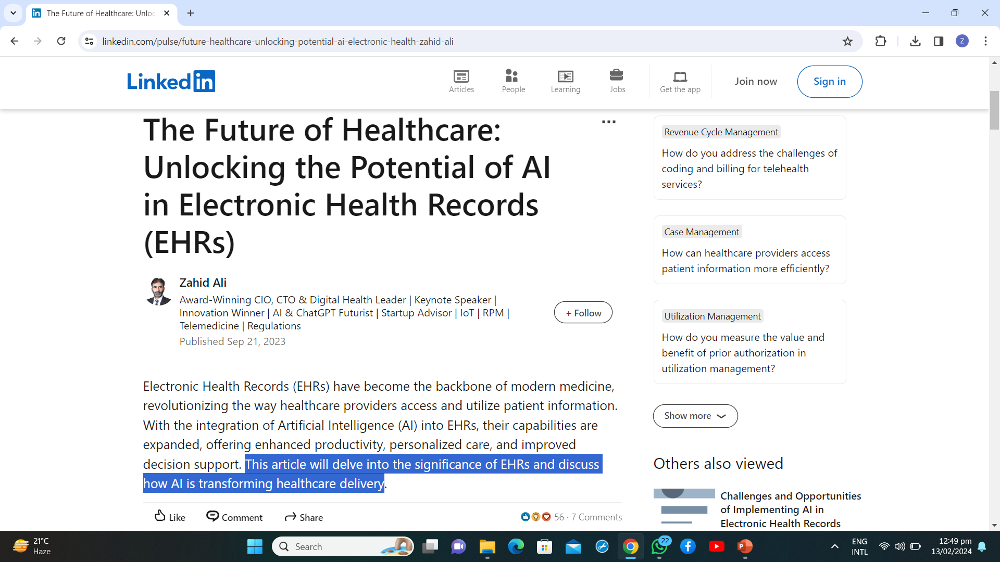 The Future of Healthcare: Unloc
linkedin.com/pulse/future-healthcare-unlocking-potential-ai-electronic-health-zahid-ali
Z
Linked in
Articles
People
Learning
Jobs
Get the app
Join now
Sign in
The Future of Healthcare:
Unlocking the Potential of AI
in Electronic Health Records
(EHRs)
Zahid Ali
Award-Winning CIO, CTO & Digital Health Leader | Keynote Speaker |
Innovation Winner | AI & ChatGPT Futurist | Startup Advisor | IoT | RPM |
Telemedicine | Regulations
Published Sep 21, 2023
+ Follow
Electronic Health Records (EHRs) have become the backbone of modern medicine,
revolutionizing the way healthcare providers access and utilize patient information.
With the integration of Artificial Intelligence (AI) into EHRs, their capabilities are
expanded, offering enhanced productivity, personalized care, and improved
decision support. This article will delve into the significance of EHRs and discuss
how AI is transforming healthcare delivery.
Like
Comment
Share
56 · 7 Comments
Revenue Cycle Management
How do you address the challenges of
coding and billing for telehealth
services?
Case Management
How can healthcare providers access
patient information more efficiently?
Utilization Management
How do you measure the value and
benefit of prior authorization in
utilization management?
Show more
Others also viewed
Challenges and Opportunities
of Implementing AI in
Electronic Health Records
21°C
Haze
Search
22
ENG
INTL
12:49 pm
13/02/2024